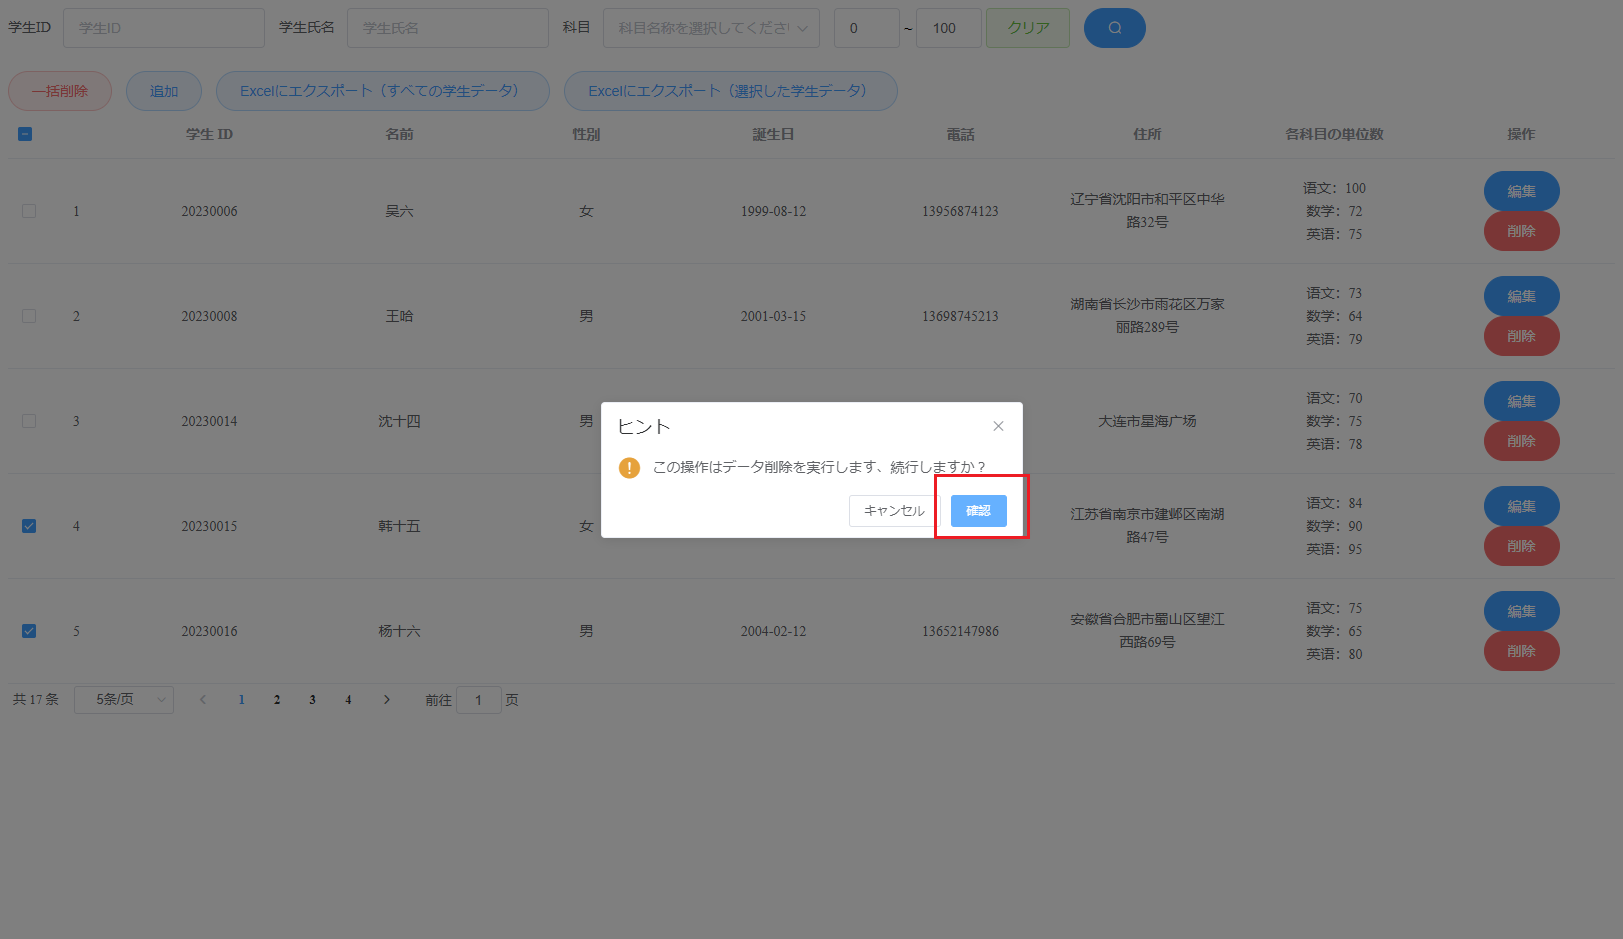 学生ID 学生ID 学生氏名 学生氏名 科目 科目名称を選択してくださ 0 ~ 100 クリア
一括削除 追加 Excelにエクスポート（すべての学生データ） Excelにエクスポート（選択した学生データ）
学生 ID 名前 性別 誕生日 電話 住所 各科目の単位数 操作
1 20230006 吴六 女 1999-08-12 13956874123 辽宁省沈阳市和平区中华
路32号
语文：100
数学：72
英语：75
編集
削除
2 20230008 王哈 男 2001-03-15 13698745213 湖南省长沙市雨花区万家
丽路289号
语文：73
数学：64
英语：79
編集
削除
3 20230014 沈十四 男 大连市星海广场
语文：70
数学：75
英语：78
編集
削除
ヒント
この操作はデータ削除を実行します、続行しますか？
キャンセル 確認
4 20230015 韩十五 女 江苏省南京市建邺区南湖
路47号
语文：84
数学：90
英语：95
編集
削除
5 20230016 杨十六 男 2004-02-12 13652147986 安徽省合肥市蜀山区望江
西路69号
语文：75
数学：65
英语：80
編集
削除
共 17 条 5条/页 1 2 3 4 前往 1 页